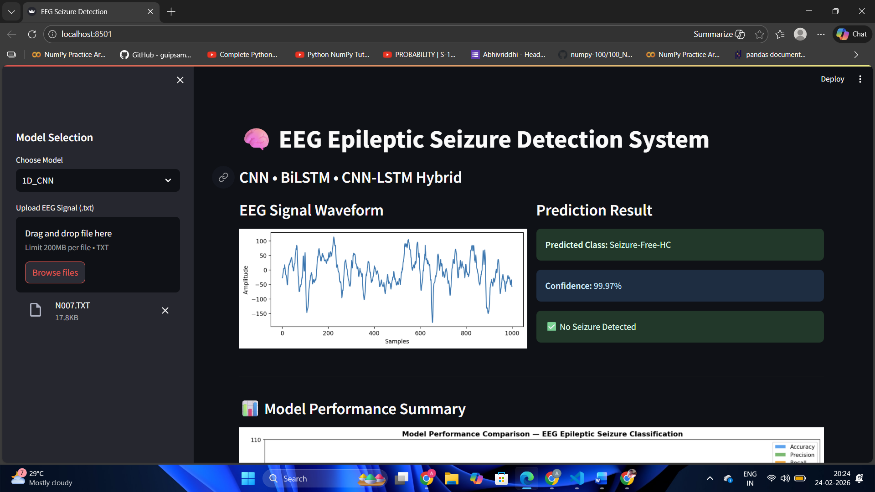 EEG Seizure Detection
localhost:8501
Summarize
Chat
NumPy Practice Ar...
GitHub - guipsam...
Complete Python...
Python NumPy Tut...
PROBABILITY | S-1...
Abhivriddhi - Head...
numpy-100/100_N...
NumPy Practice Ar...
pandas document...
Deploy
Model Selection
Choose Model
1D_CNN
Upload EEG Signal (.txt)
Drag and drop file here
Limit 200MB per file • TXT
Browse files
N007.TXT
17.8KB
EEG Epileptic Seizure Detection System
CNN • BiLSTM • CNN-LSTM Hybrid
EEG Signal Waveform
Amplitude
100
50
0
−50
−100
−150
0 200 400 600 800 1000
Samples
Prediction Result
Predicted Class: Seizure-Free-HC
Confidence: 99.97%
No Seizure Detected
Model Performance Summary
Model Performance Comparison — EEG Epileptic Seizure Classification
110
Accuracy
Precision
29°C
Mostly cloudy
Search
ENG
IN
20:24
24-02-2026